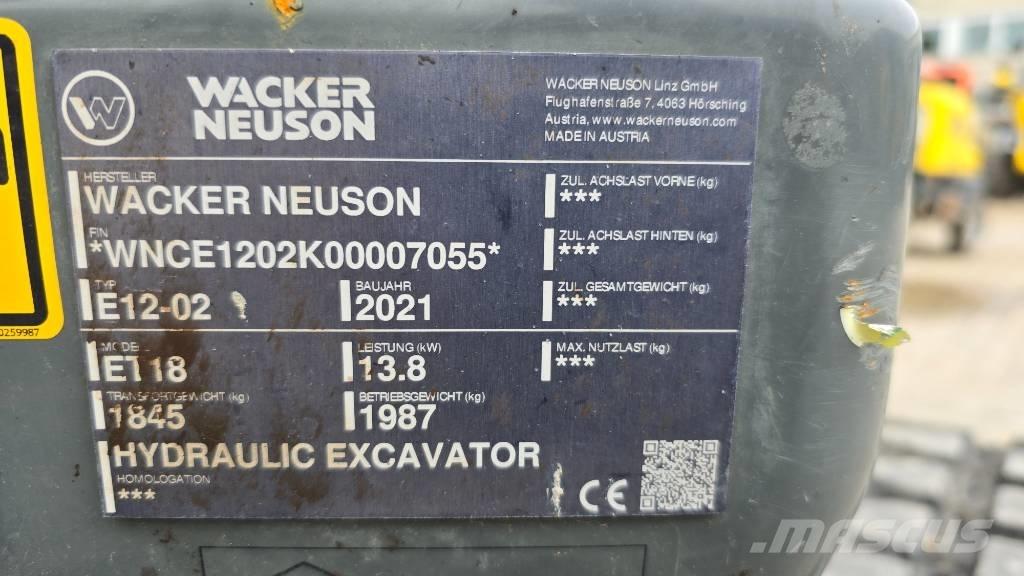 WACKER
NEUSON
WACKER NEUSON Linz GmbH
Flughafenstraße 7, 4063 Hörsching
Austria, www.wackerneuson.com
MADE IN AUSTRIA
HERSTELLER
WACKER NEUSON
FIN
*WNCE1202K00007055*
TYP
E12-02
BAUJAHR
2021
ZUL. ACHSLAST VORNE (kg)
***
ZUL. ACHSLAST HINTEN (kg)
***
ZUL. GESAMTGEWICHT (kg)
***
MODEL
ET18
LEISTUNG (kW)
13.8
MAX. NUTZLAST (kg)
***
TRANSPORTGEWICHT (kg)
1845
BETRIEBSGEWICHT (kg)
1987
HYDRAULIC EXCAVATOR
HOMOLOGATION
***
CE
0259987
MASCUS